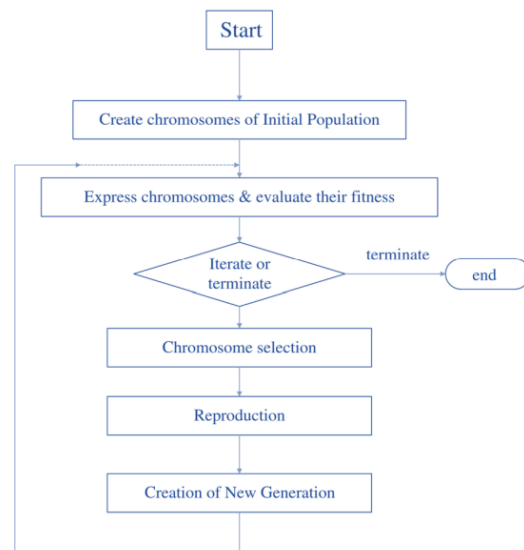 Start
Create chromosomes of Initial Population
Express chromosomes & evaluate their fitness
Iterate or
terminate
terminate
end
Chromosome selection
Reproduction
Creation of New Generation